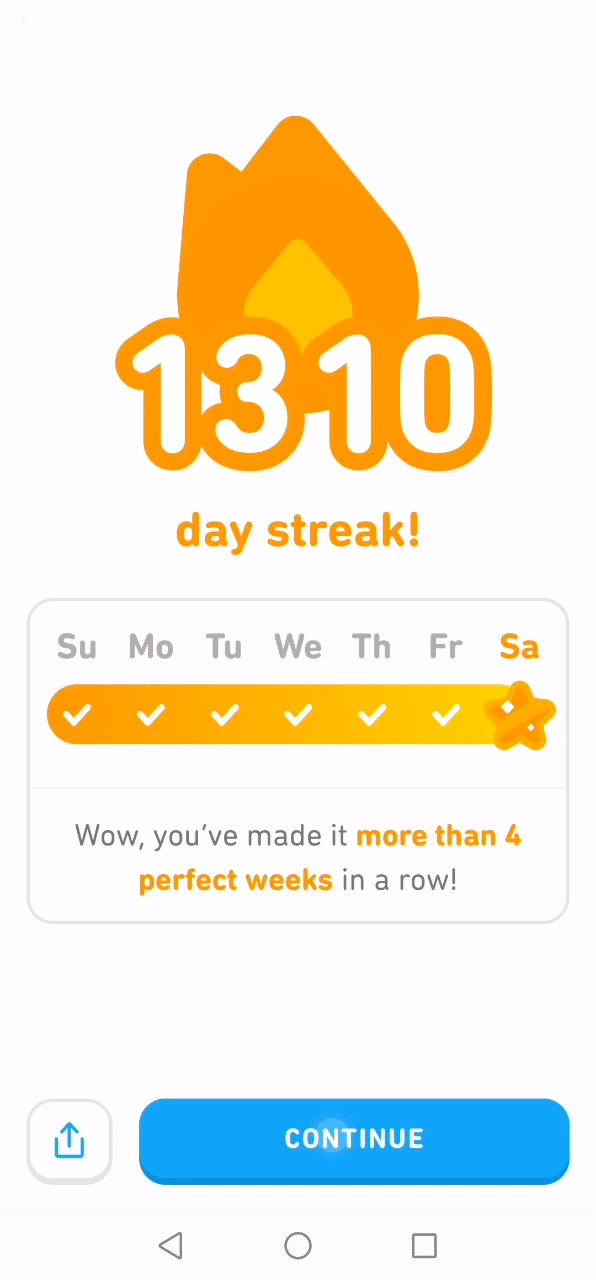 1310
day streak!
Su Mo Tu We Th Fr Sa
Wow, you've made it more than 4
perfect weeks in a row!
CONTINUE